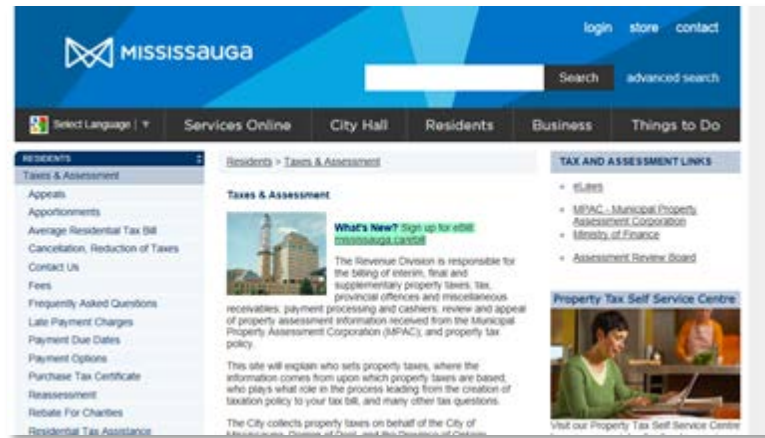 login store contact
MISSISSAUGA
Search advanced search
Select Language ▼
Services Online City Hall Residents Business Things to Do
RESIDENTS
Taxes & Assessment
Appeals
Apportionments
Average Residential Tax Bill
Cancellation, Reduction of Taxes
Contact Us
Fees
Frequently Asked Questions
Late Payment Charges
Payment Due Dates
Payment Options
Purchase Tax Certificate
Reassessment
Rebate For Charities
Residential Tax Assistance
Residents > Taxes & Assessment
Taxes & Assessment
What's New? Sign up for eBill:
mississauga.ca/ebill
The Revenue Division is responsible for
the billing of interim, final and
supplementary property taxes, tax,
provincial offences and miscellaneous
receivables, payment processing and cashiers, review and appeal
of property assessment information received from the Municipal
Property Assessment Corporation (MPAC), and property tax
policy.
This site will explain who sets property taxes, where the
information comes from upon which property taxes are based,
who plays what role in the process leading from the creation of
taxation policy to your tax bill, and many other tax questions.
The City collects property taxes on behalf of the City of
Mississauga, Region of Peel, and the Province of Ontario
TAX AND ASSESSMENT LINKS
eLaws
MPAC - Municipal Property
Assessment Corporation
Ministry of Finance
Assessment Review Board
Property Tax Self Service Centre
Visit our Property Tax Self Service Centre